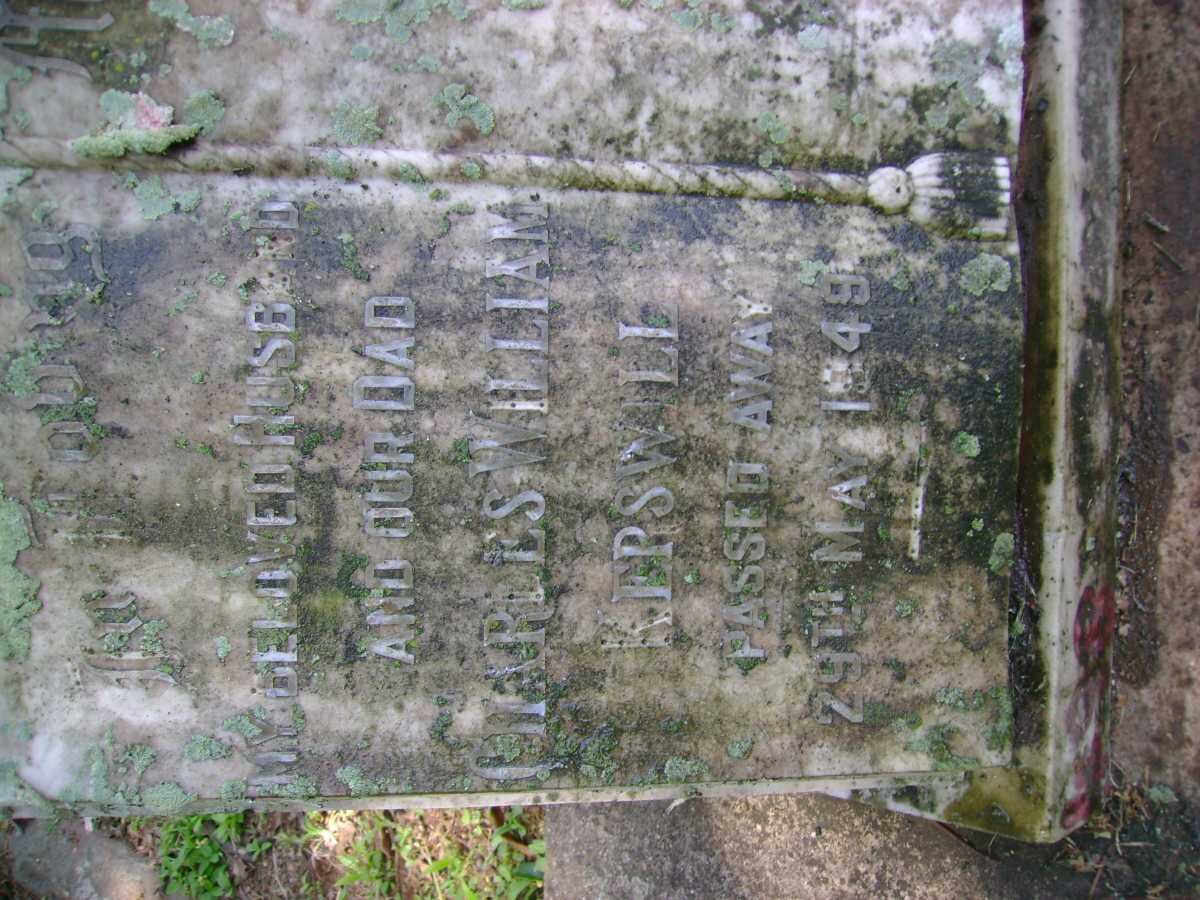 MY BELOVED HUSBAND
AND OUR DAD
CHARLES WILLIAM
KERSWILL
PASSED AWAY
29TH MAY 1949